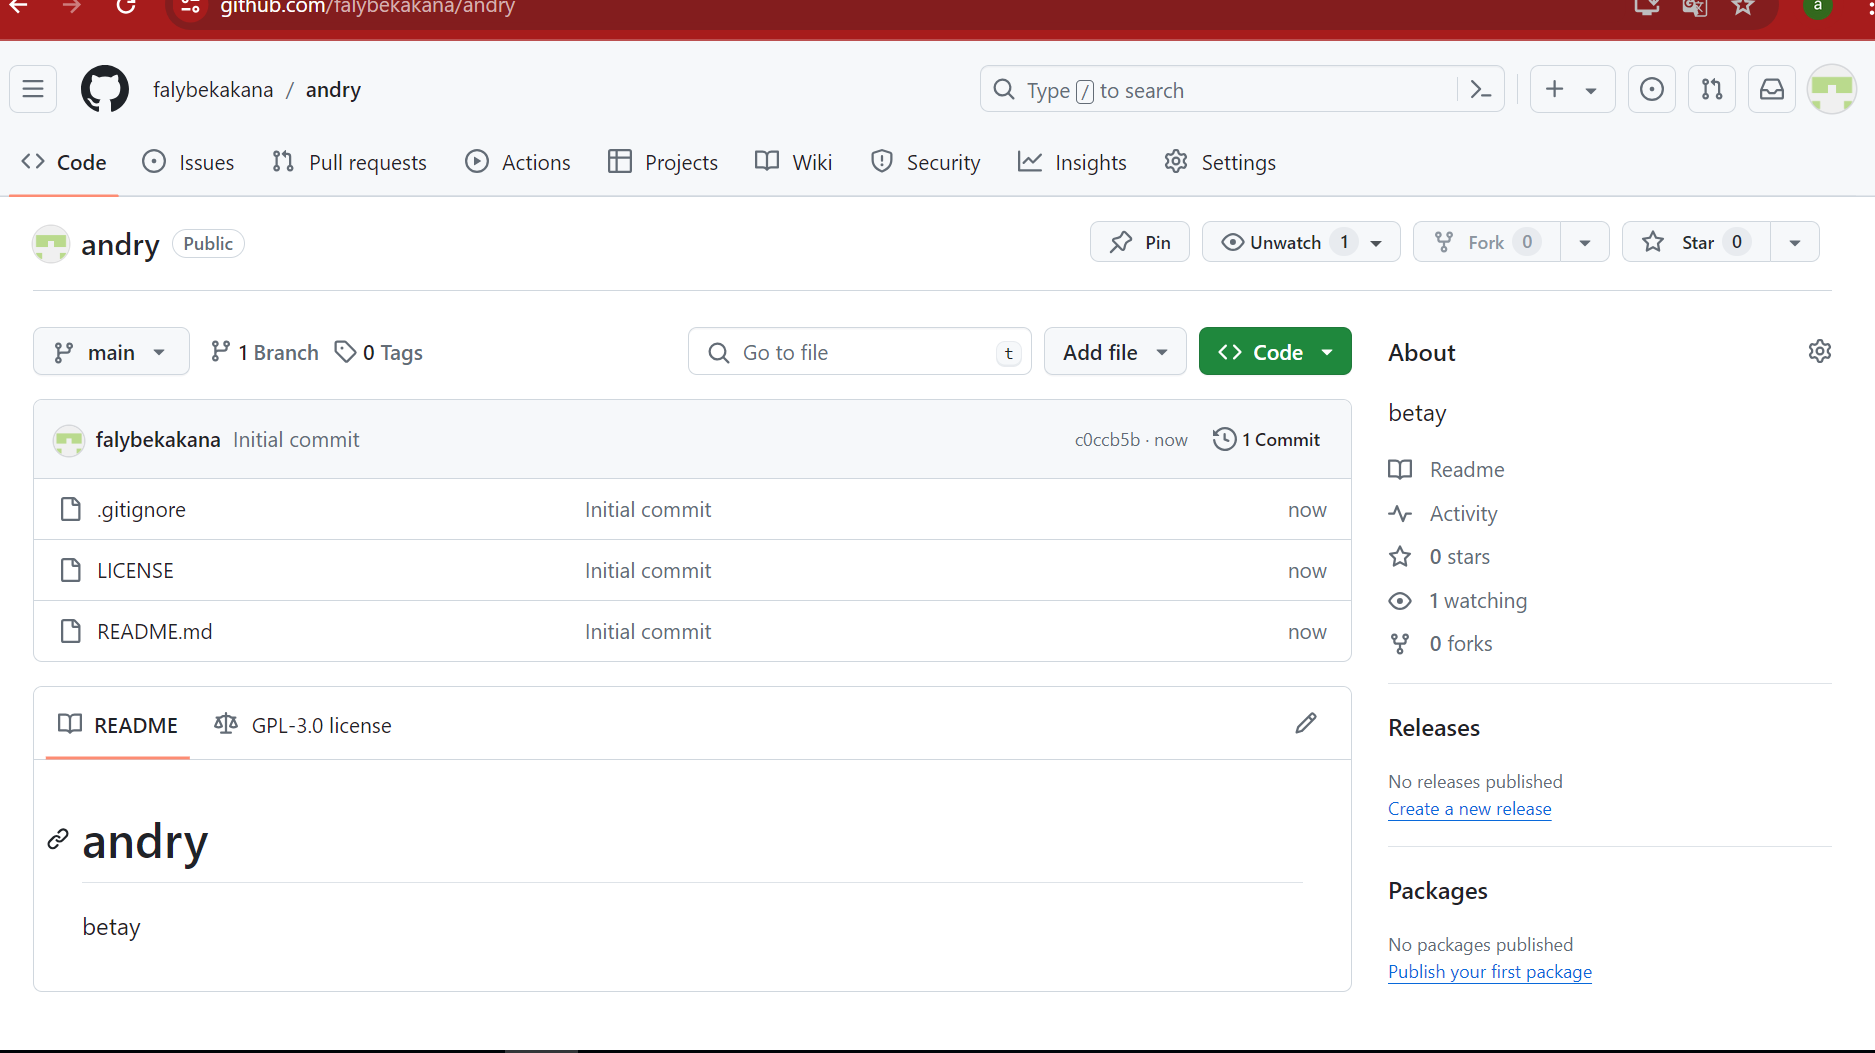 github.com/falybekakana/andry
a
falybekakana / andry
Type / to search
Code Issues Pull requests Actions Projects Wiki Security Insights Settings
andry Public
Pin Unwatch 1 Fork 0 Star 0
main 1 Branch 0 Tags Go to file t Add file Code
falybekakana Initial commit c0ccb5b · now 1 Commit
.gitignore Initial commit now
LICENSE Initial commit now
README.md Initial commit now
README GPL-3.0 license
andry
betay
About
betay
Readme
Activity
0 stars
1 watching
0 forks
Releases
No releases published
Create a new release
Packages
No packages published
Publish your first package